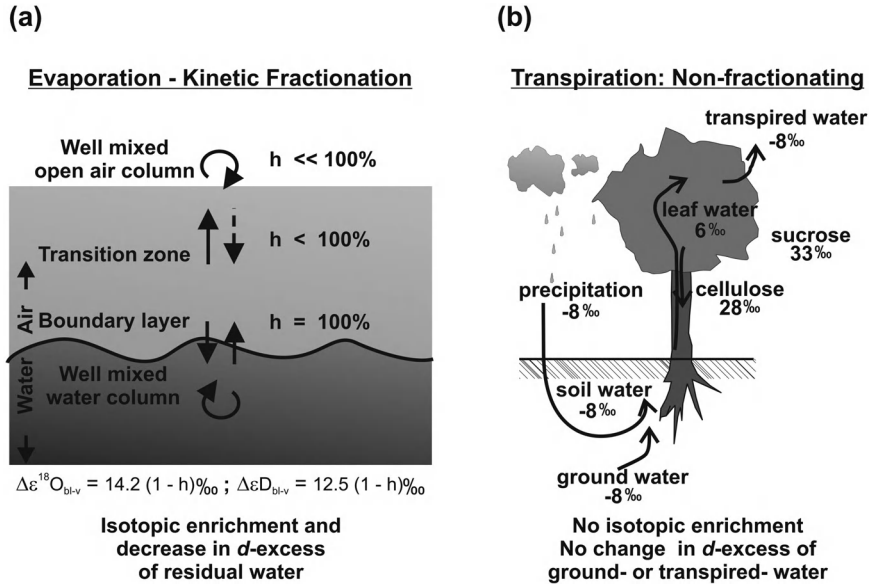 (a)
Evaporation - Kinetic Fractionation
Well mixed
open air column
h << 100%
Transition zone
h < 100%
Boundary layer
h = 100%
Air
Water
Well mixed
water column
Δε¹⁸O_bl-v = 14.2 (1 - h)‰ ; ΔεD_bl-v = 12.5 (1 - h)‰
Isotopic enrichment and
decrease in d-excess
of residual water
(b)
Transpiration: Non-fractionating
transpired water
-8‰
leaf water
6‰
sucrose
33‰
precipitation
-8‰
cellulose
28‰
soil water
-8‰
ground water
-8‰
No isotopic enrichment
No change in d-excess of
ground- or transpired- water